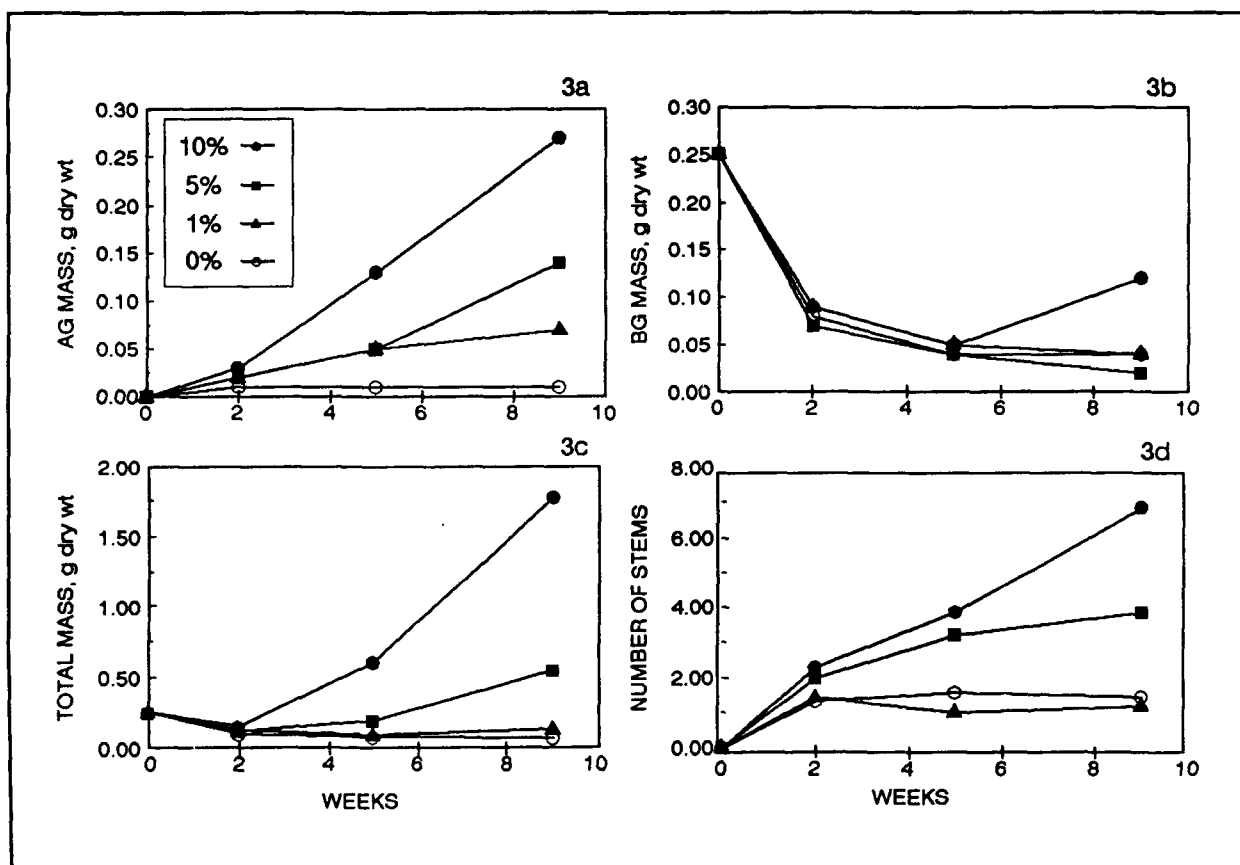 3a
0.30
0.25
0.20
0.15
0.10
0.05
0.00
AG MASS, g dry wt
10%
5%
1%
0%
0 2 4 6 8 10
3b
0.30
0.25
0.20
0.15
0.10
0.05
0.00
BG MASS, g dry wt
0 2 4 6 8 10
3c
2.00
1.50
1.00
0.50
0.00
TOTAL MASS, g dry wt
0 2 4 6 8 10
WEEKS
3d
8.00
6.00
4.00
2.00
0.00
NUMBER OF STEMS
0 2 4 6 8 10
WEEKS